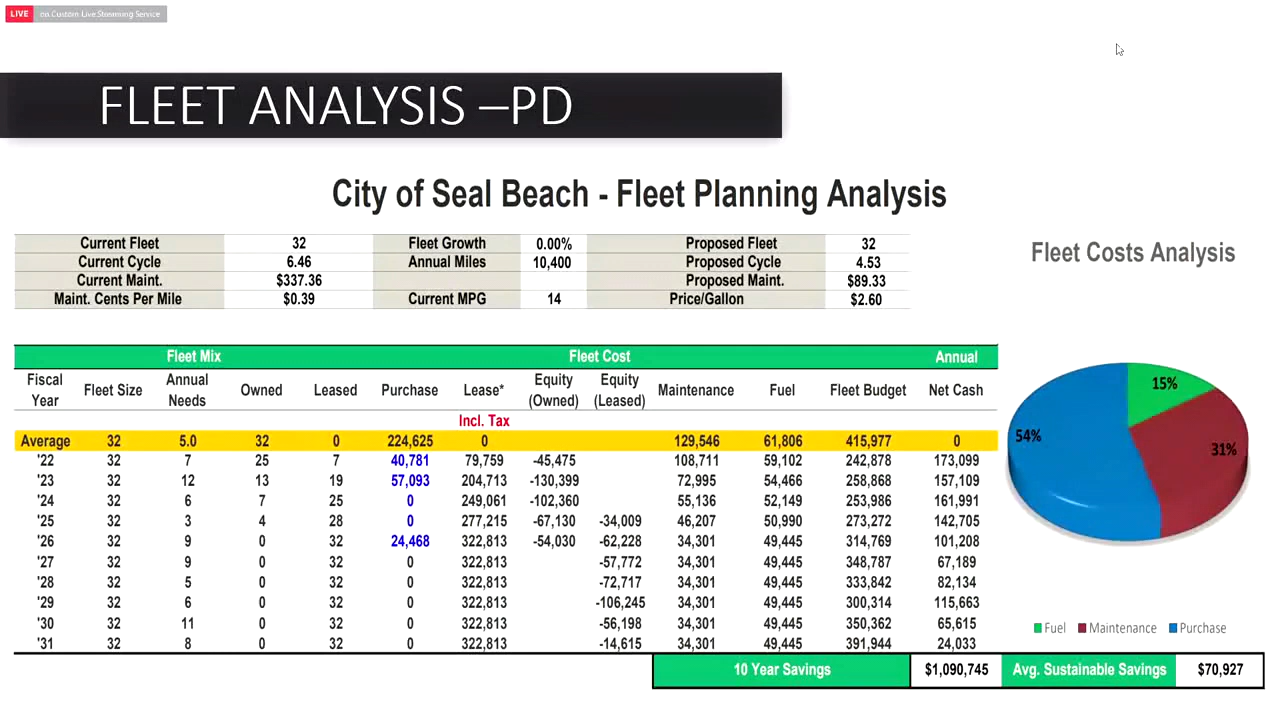 LIVE on Custom Live Streaming Service
FLEET ANALYSIS –PD
City of Seal Beach - Fleet Planning Analysis
Current Fleet 32 Fleet Growth 0.00% Proposed Fleet 32
Current Cycle 6.46 Annual Miles 10,400 Proposed Cycle 4.53
Current Maint. $337.36 Proposed Maint. $89.33
Maint. Cents Per Mile $0.39 Current MPG 14 Price/Gallon $2.60
Fleet Mix Fleet Cost Annual
Fiscal Year Fleet Size Annual Needs Owned Leased Purchase Lease* Equity (Owned) Equity (Leased) Maintenance Fuel Fleet Budget Net Cash
Incl. Tax
Average 32 5.0 32 0 224,625 0 129,546 61,806 415,977 0
'22 32 7 25 7 40,781 79,759 -45,475 108,711 59,102 242,878 173,099
'23 32 12 13 19 57,093 204,713 -130,399 72,995 54,466 258,868 157,109
'24 32 6 7 25 0 249,061 -102,360 55,136 52,149 253,986 161,991
'25 32 3 4 28 0 277,215 -67,130 -34,009 46,207 50,990 273,272 142,705
'26 32 9 0 32 24,468 322,813 -54,030 -62,228 34,301 49,445 314,769 101,208
'27 32 9 0 32 0 322,813 -57,772 34,301 49,445 348,787 67,189
'28 32 5 0 32 0 322,813 -72,717 34,301 49,445 333,842 82,134
'29 32 6 0 32 0 322,813 -106,245 34,301 49,445 300,314 115,663
'30 32 11 0 32 0 322,813 -56,198 34,301 49,445 350,362 65,615
'31 32 8 0 32 0 322,813 -14,615 34,301 49,445 391,944 24,033
10 Year Savings $1,090,745 Avg. Sustainable Savings $70,927
Fleet Costs Analysis
15%
54%
31%
Fuel Maintenance Purchase